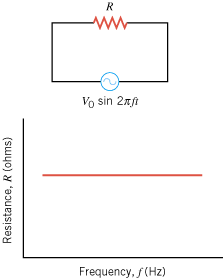 R
V₀ sin 2πft
Resistance, R (ohms)
Frequency, f (Hz)